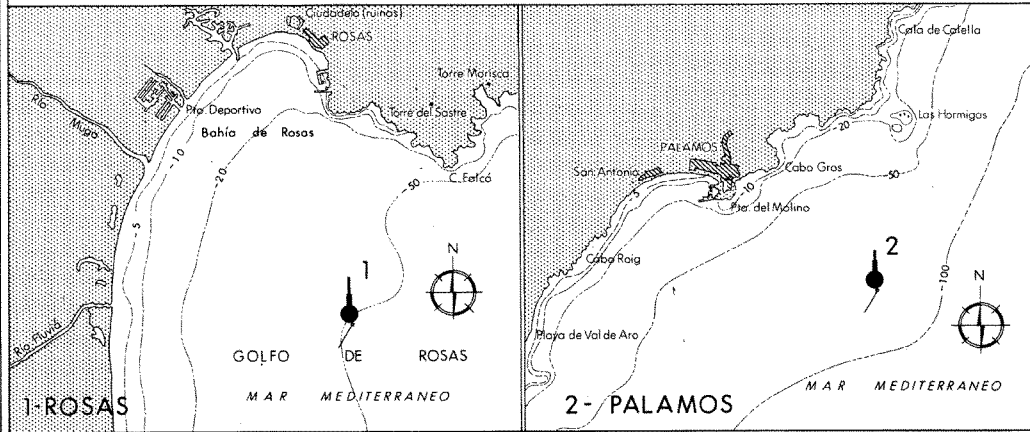 Ciudadela (ruinas)
ROSAS
Torre Marisca
Río Muga
Pto. Deportivo
Torre del Sastre
Bahía de Rosas
-10
-20
C. Falcó
-50
-5
1
N
Río Fluviá
GOLFO DE ROSAS
MAR MEDITERRANEO
1-ROSAS
Cala de Calella
-20
Las Hormigas
PALAMOS
San Antonio
Cabo Gros
-50
-5
-10
Pta. del Molino
2
Cabo Roig
-100
N
Playa de Val de Aro
MAR MEDITERRANEO
2- PALAMOS